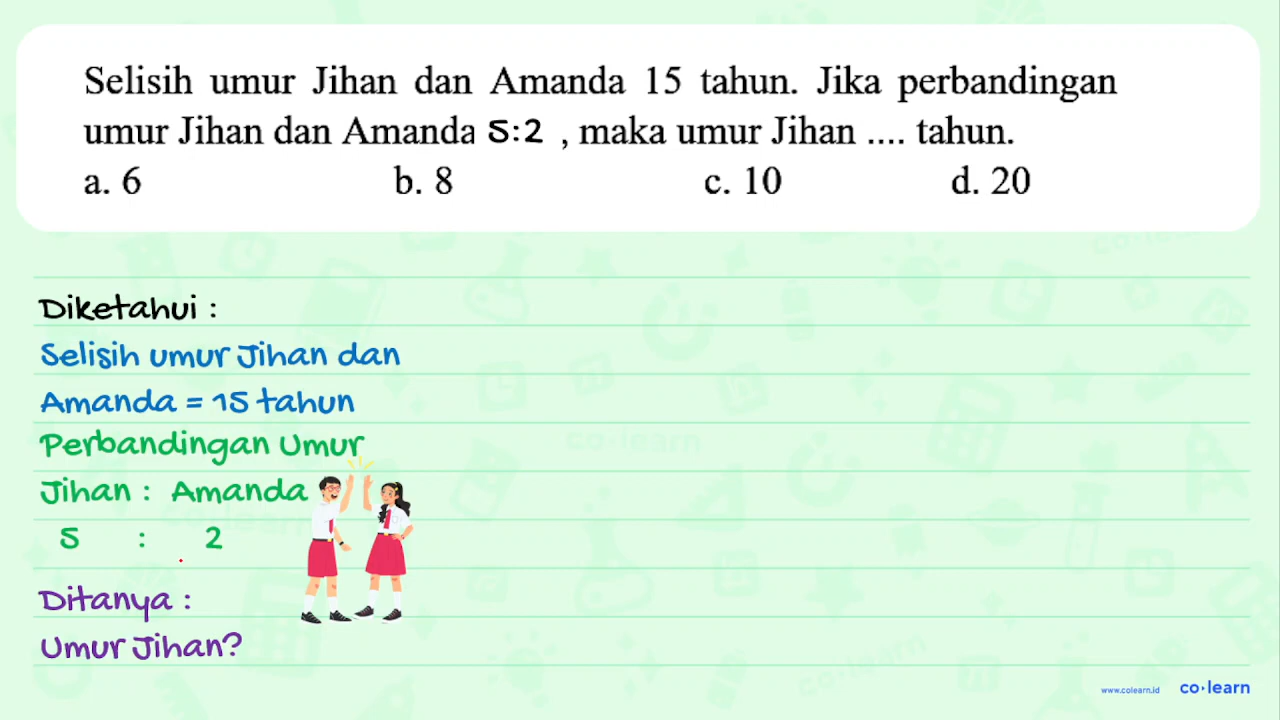 Selisih umur Jihan dan Amanda 15 tahun. Jika perbandingan
umur Jihan dan Amanda 5:2 , maka umur Jihan .... tahun.
a. 6 b. 8 c. 10 d. 20
Diketahui :
Selisih umur Jihan dan
Amanda = 15 tahun
Perbandingan Umur
Jihan : Amanda
5 : 2
Ditanya :
Umur Jihan?
www.colearn.id co·learn